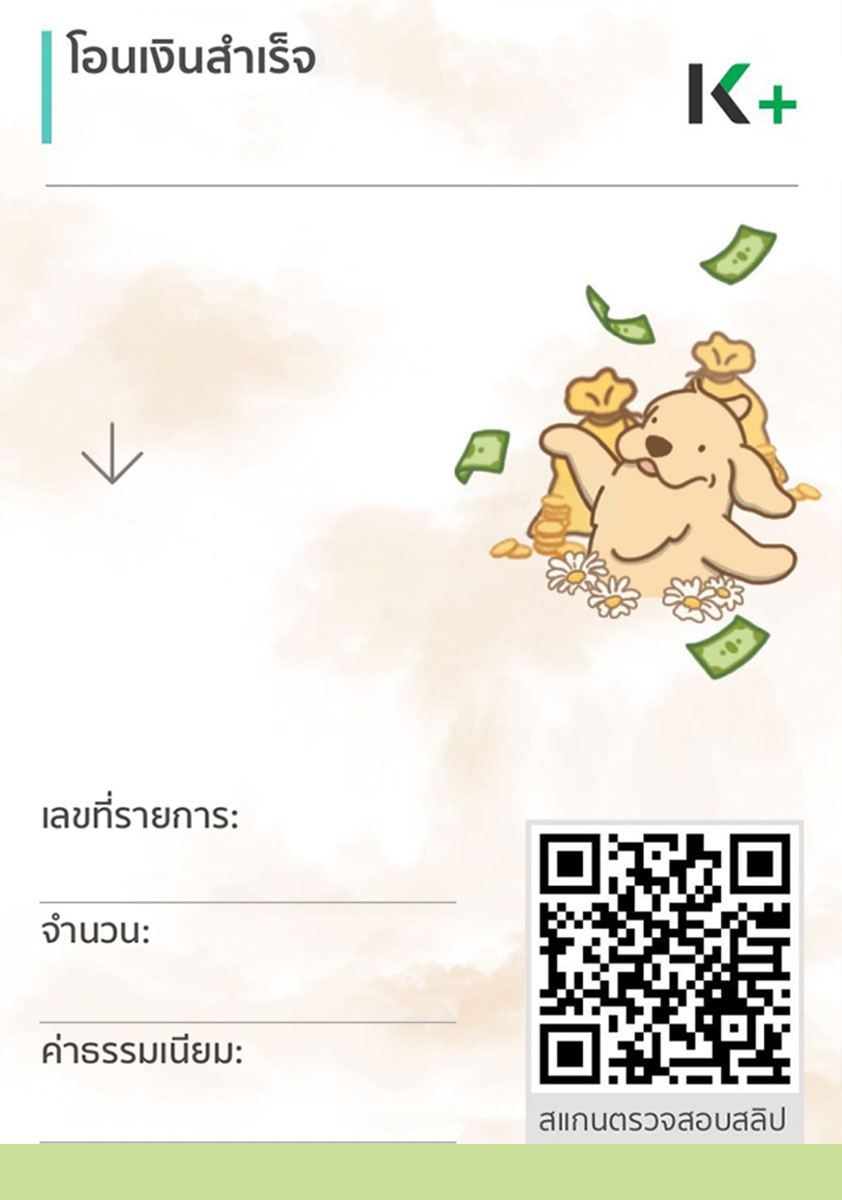 โอนเงินสำเร็จ
K+
เลขที่รายการ:
จำนวน:
ค่าธรรมเนียม:
สแกนตรวจสอบสลิป